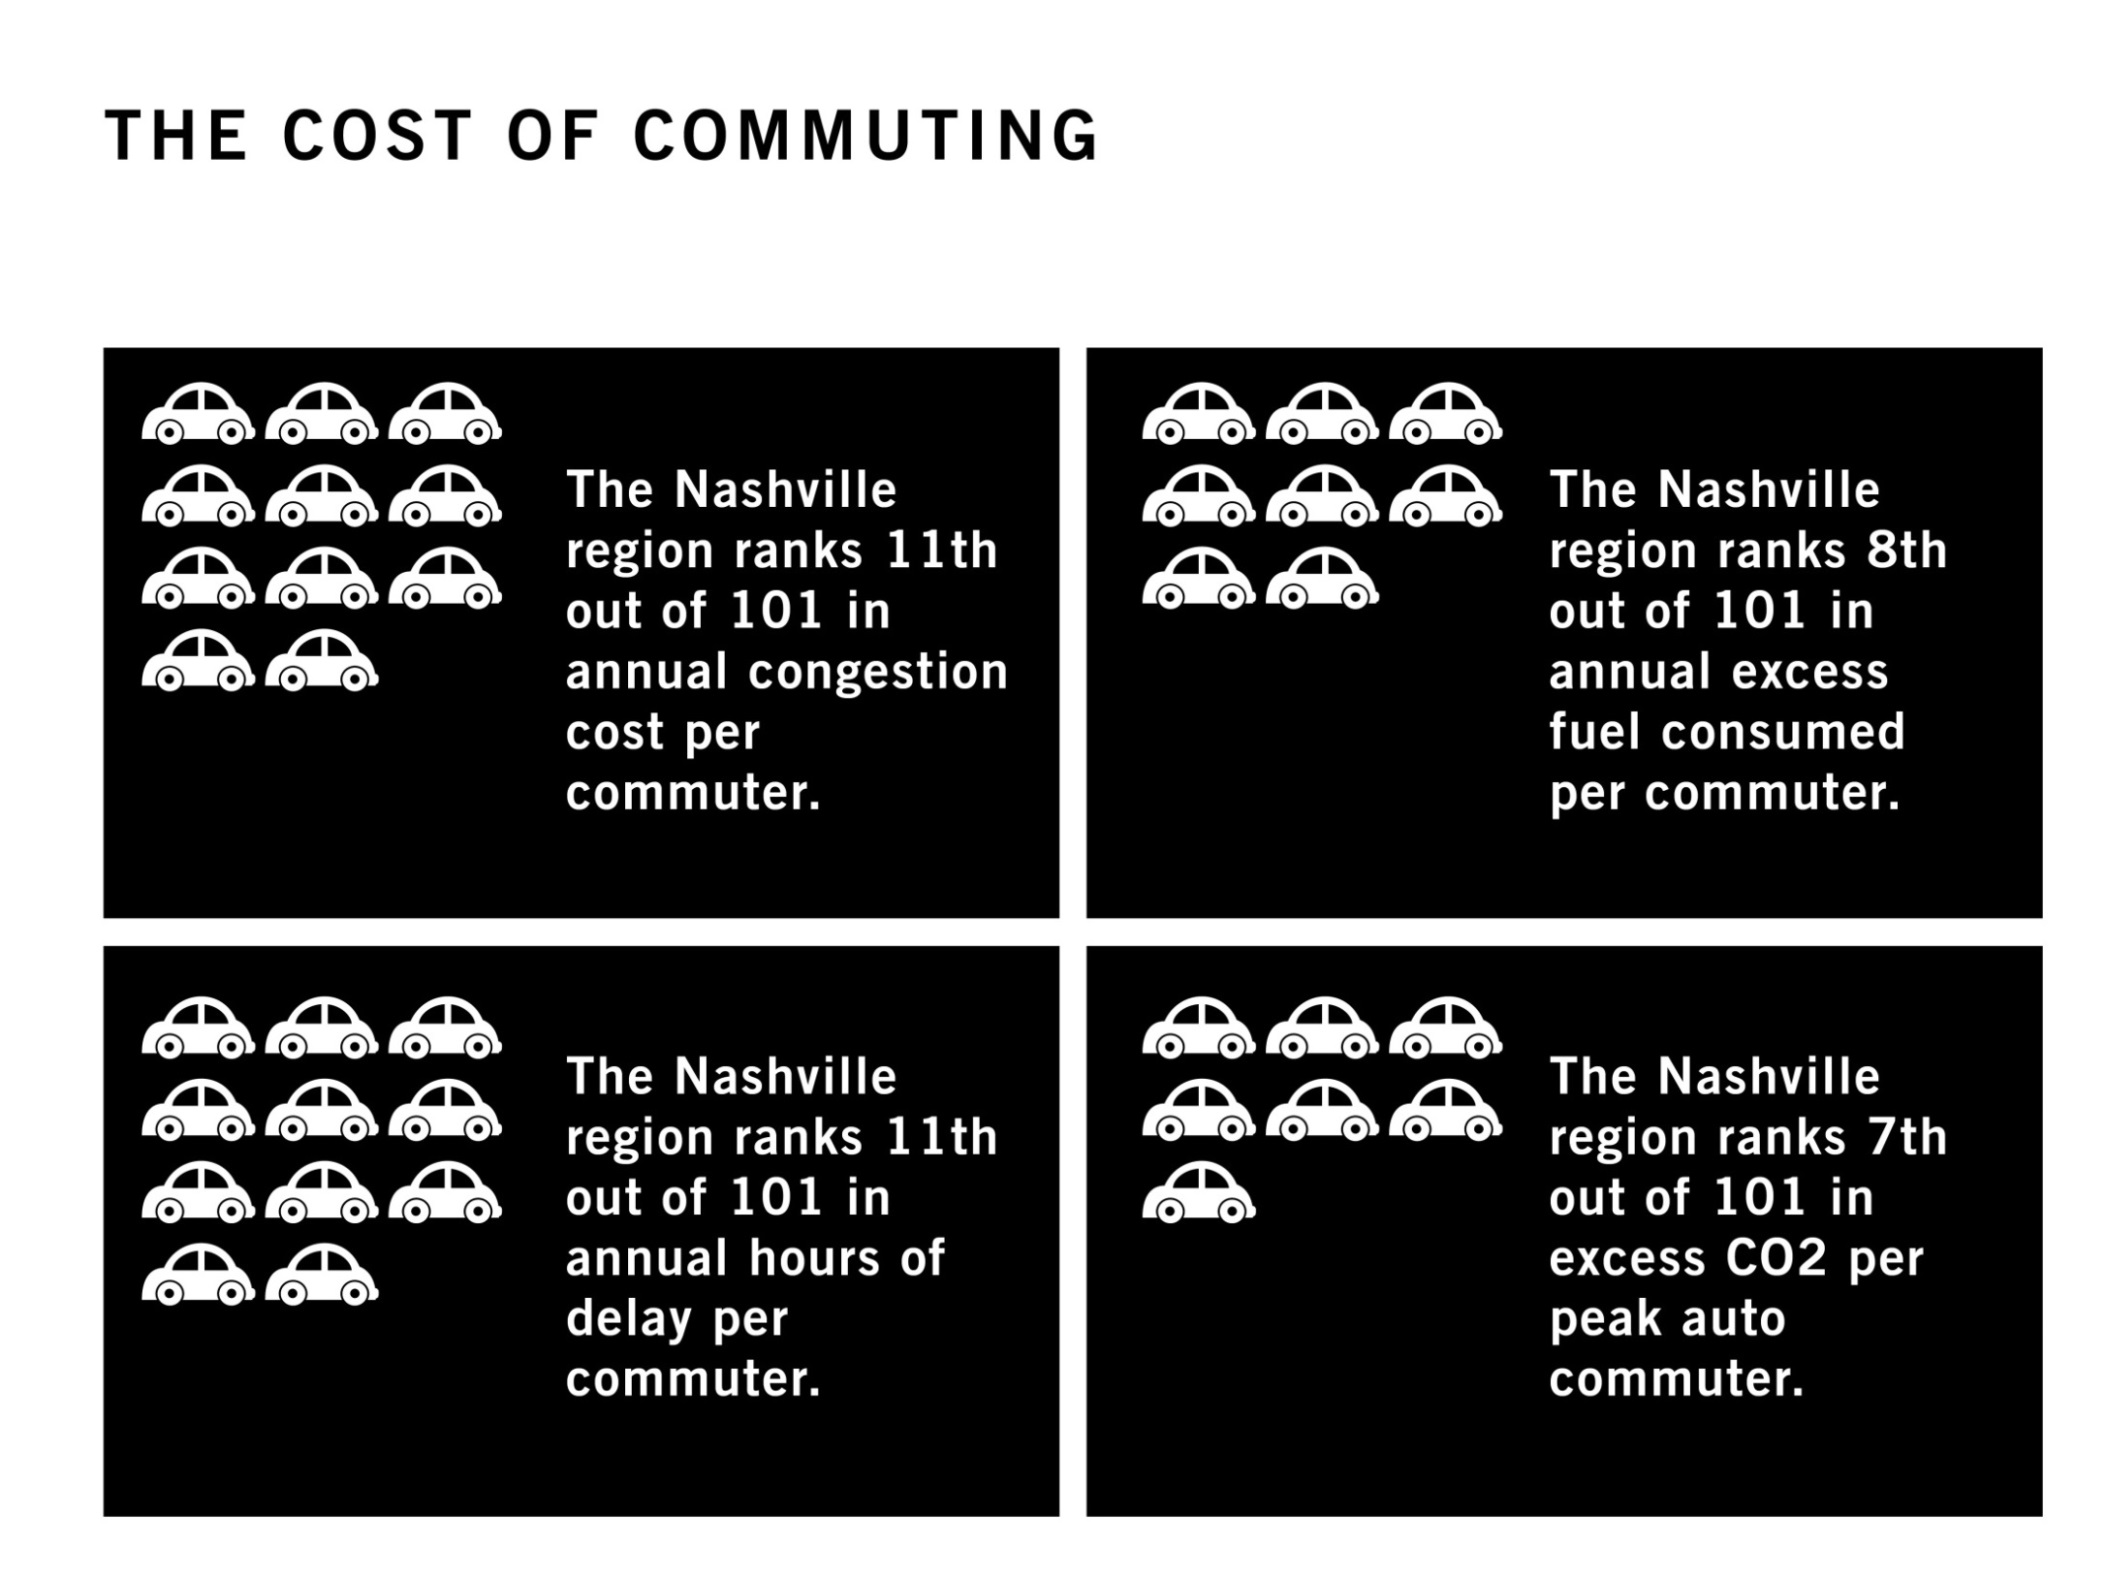 THE COST OF COMMUTING
The Nashville
region ranks 11th
out of 101 in
annual congestion
cost per
commuter.
The Nashville
region ranks 8th
out of 101 in
annual excess
fuel consumed
per commuter.
The Nashville
region ranks 11th
out of 101 in
annual hours of
delay per
commuter.
The Nashville
region ranks 7th
out of 101 in
excess CO2 per
peak auto
commuter.